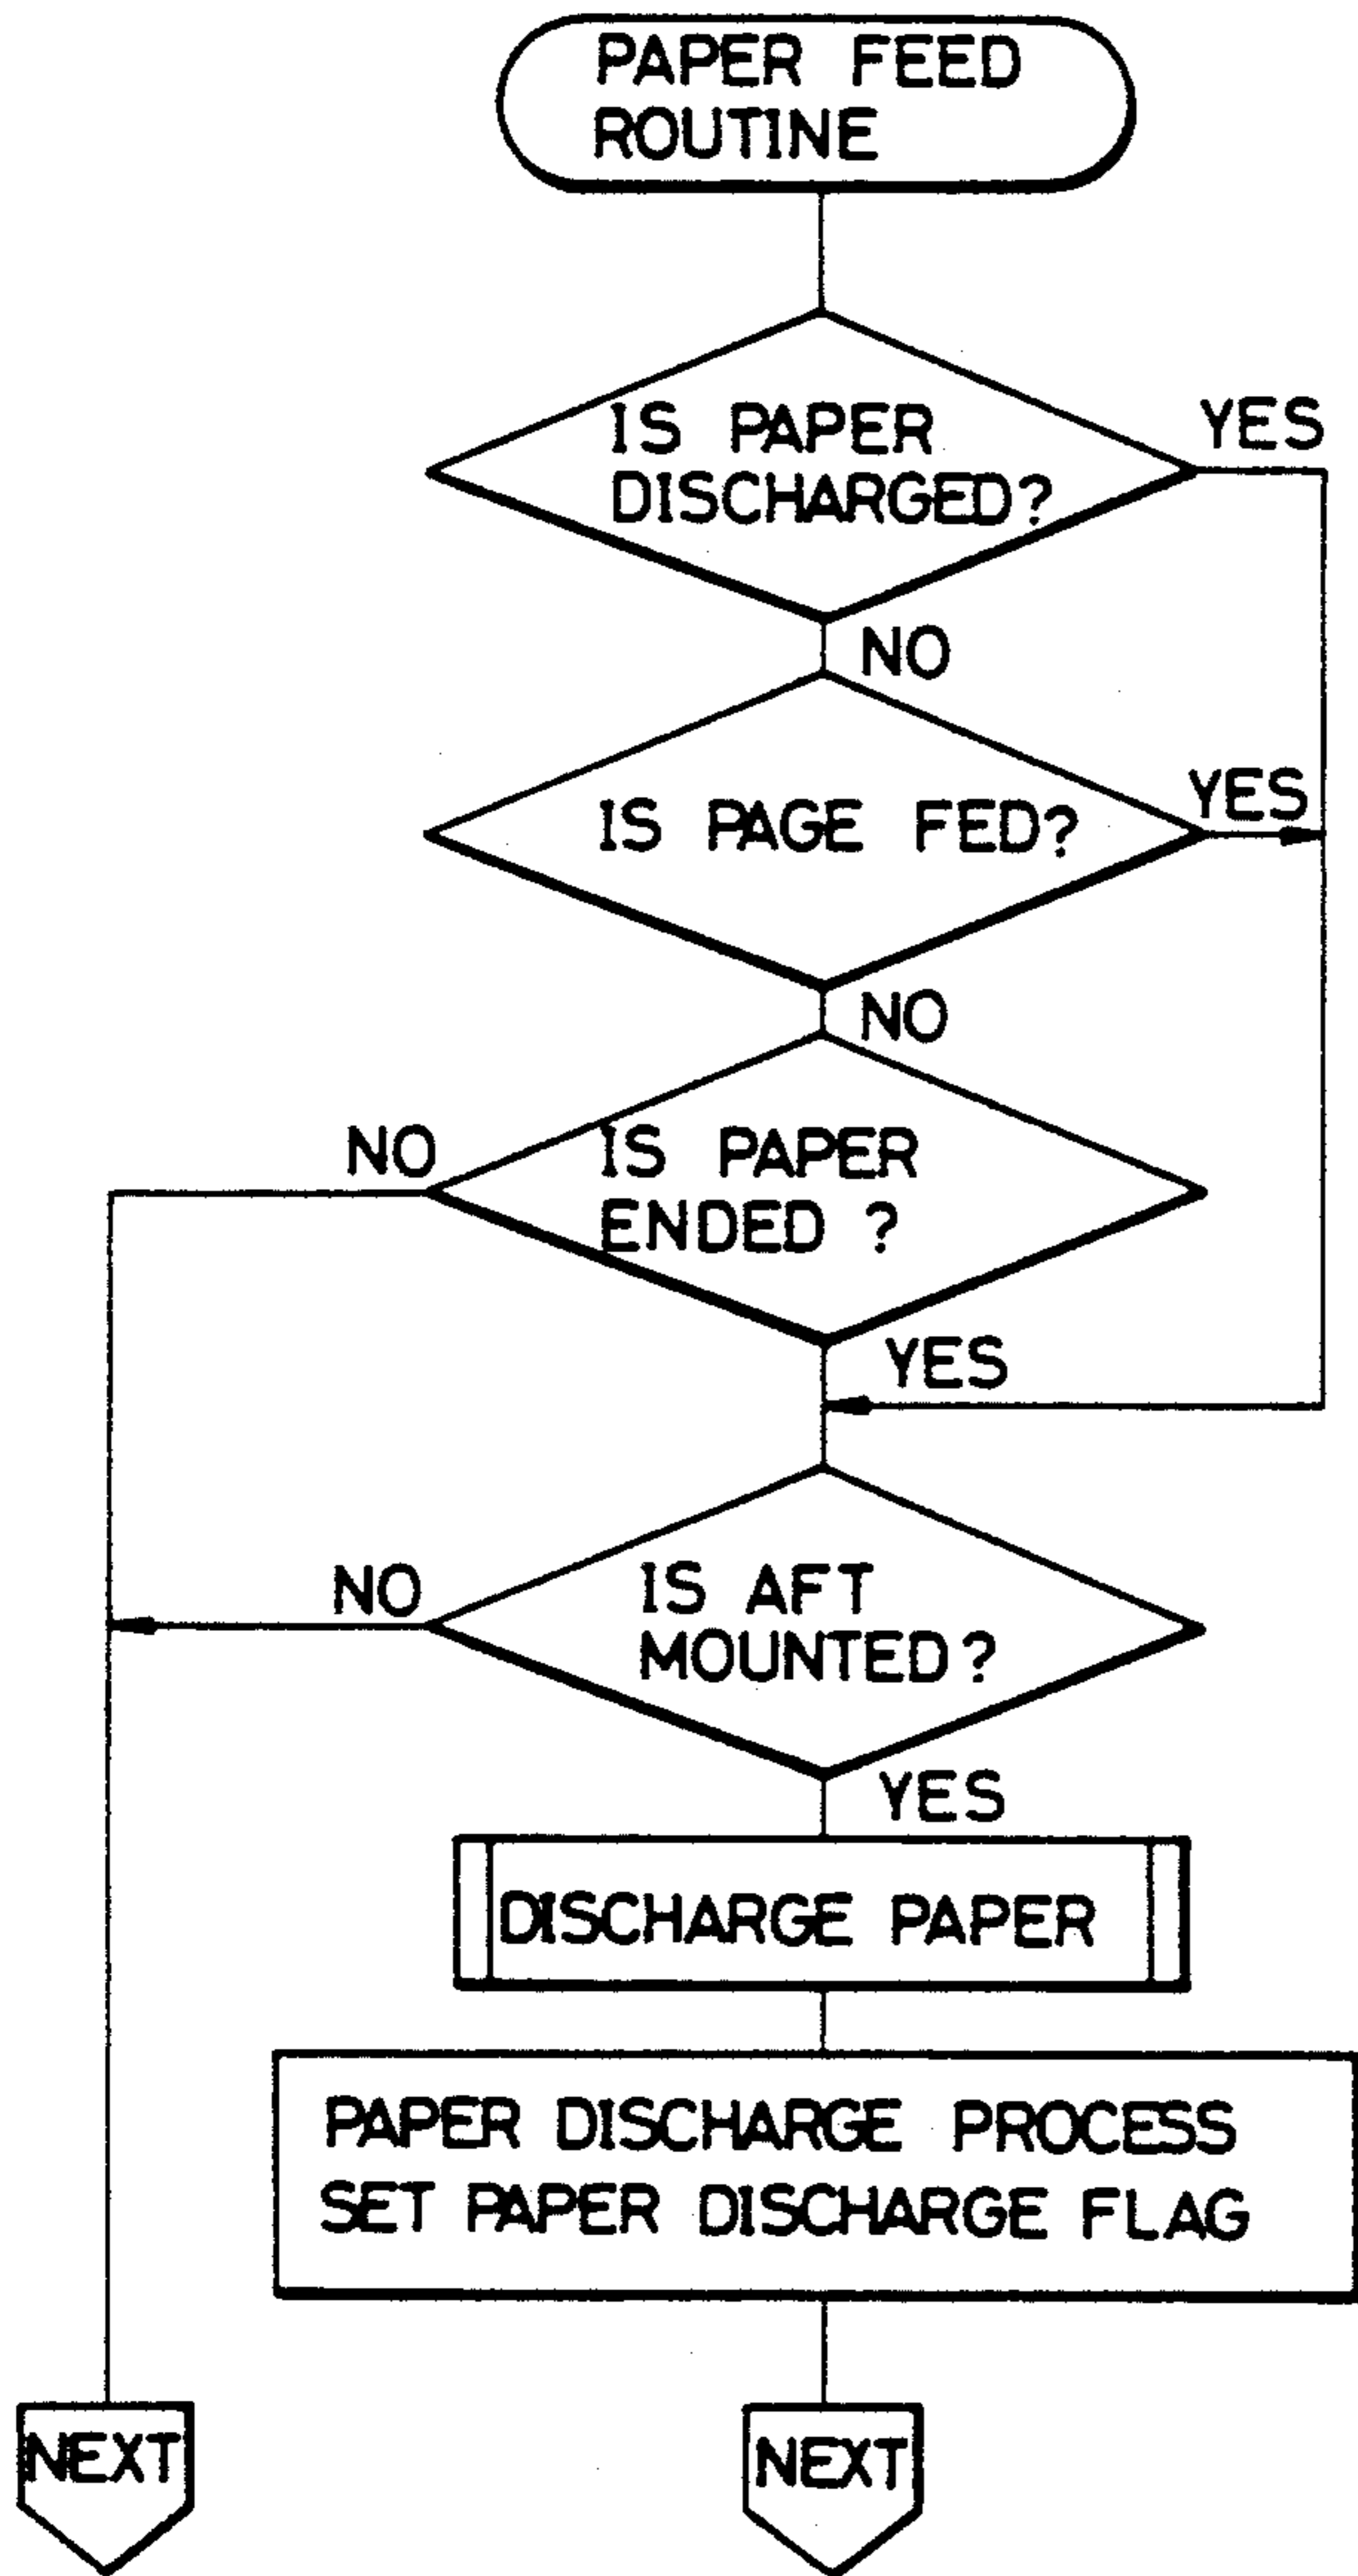 PAPER FEED
ROUTINE
IS PAPER
DISCHARGED?
YES
NO
IS PAGE FED?
YES
NO
IS PAPER
ENDED ?
NO
YES
IS AFT
MOUNTED?
NO
YES
DISCHARGE PAPER
PAPER DISCHARGE PROCESS
SET PAPER DISCHARGE FLAG
NEXT
NEXT